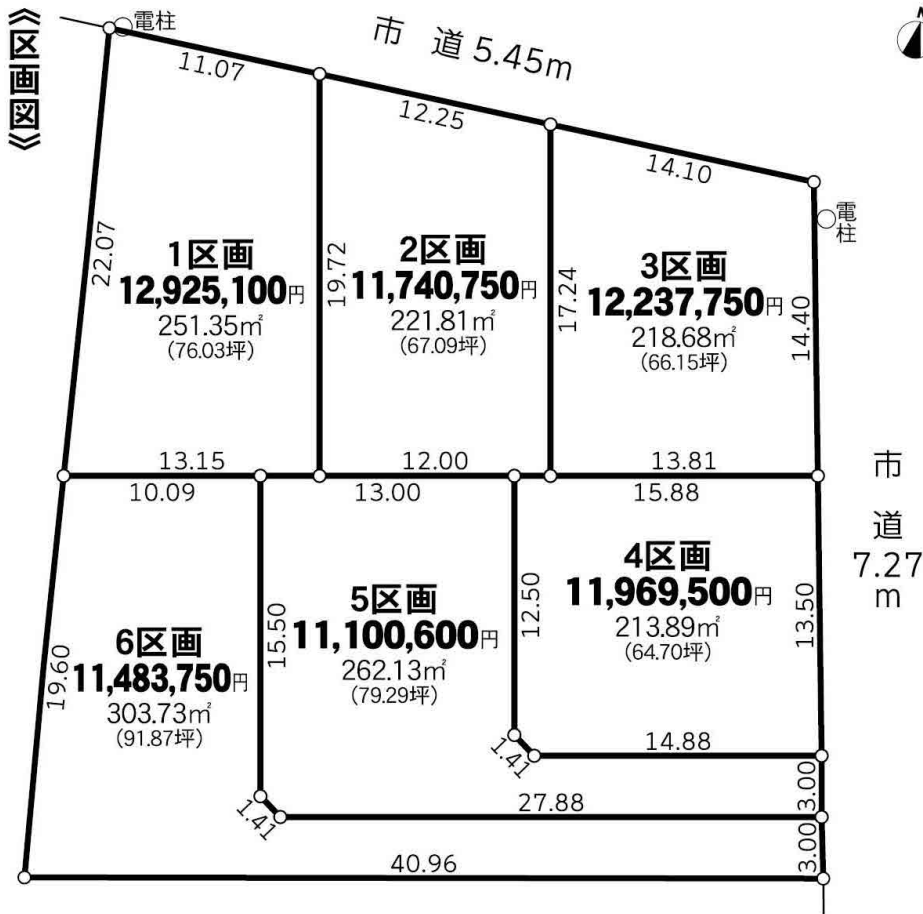 《区画図》
電柱
市 道 5.45m
N
11.07
12.25
14.10
電柱
22.07
1区画
12,925,100円
251.35㎡
(76.03坪)
19.72
2区画
11,740,750円
221.81㎡
(67.09坪)
17.24
3区画
12,237,750円
218.68㎡
(66.15坪)
14.40
13.15
12.00
13.81
10.09
13.00
15.88
市道
7.27
m
19.60
6区画
11,483,750円
303.73㎡
(91.87坪)
15.50
5区画
11,100,600円
262.13㎡
(79.29坪)
12.50
4区画
11,969,500円
213.89㎡
(64.70坪)
13.50
1.41
14.88
3.00
1.41
27.88
3.00
40.96